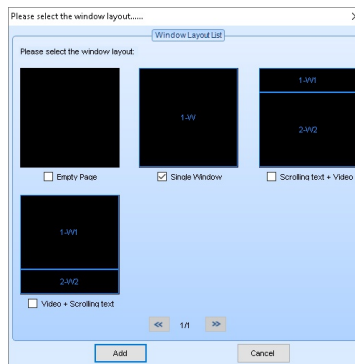 Please select the window layout......
Window Layout List
Please select the window layout:
1-W
1-W1
2-W2
Empty Page
Single Window
Scrolling text + Video
1-W1
2-W2
Video + Scrolling text
<< 1/1 >>
Add
Cancel